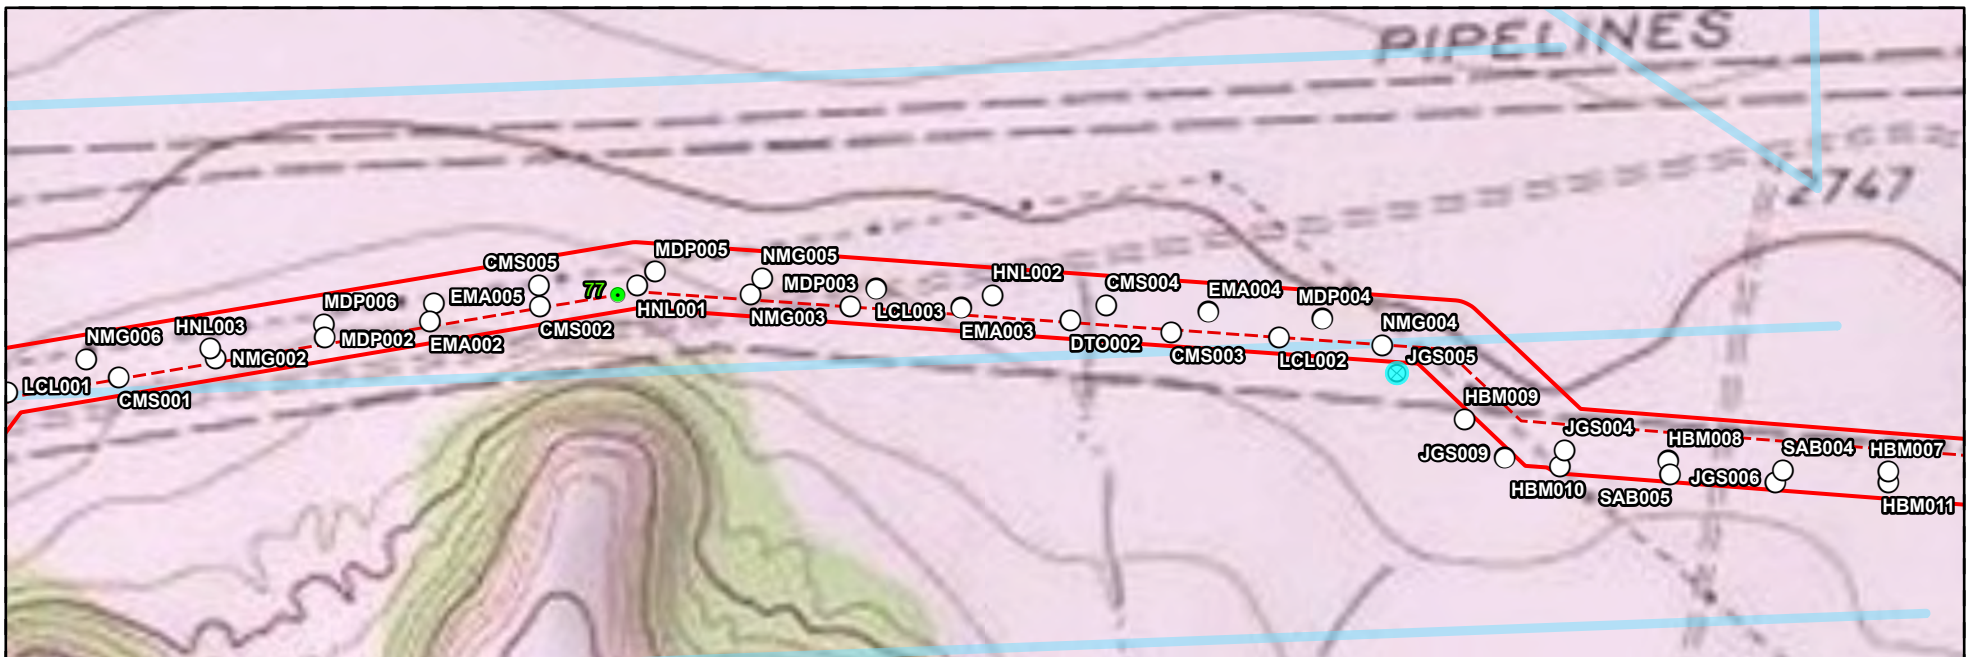 PIPELINES
2747
MDP005
NMG005
CMS005
HNL002
MDP003
CMS004
77
EMA004
MDP004
EMA005
MDP006
HNL001
LCL003
NMG003
NMG004
HNL003
NMG006
CMS002
EMA003
MDP002
EMA002
DTO002
CMS003
LCL002
JGS005
NMG002
LCL001
CMS001
HBM009
JGS004
HBM008
SAB004
HBM007
JGS009
JGS006
HBM010
SAB005
HBM011